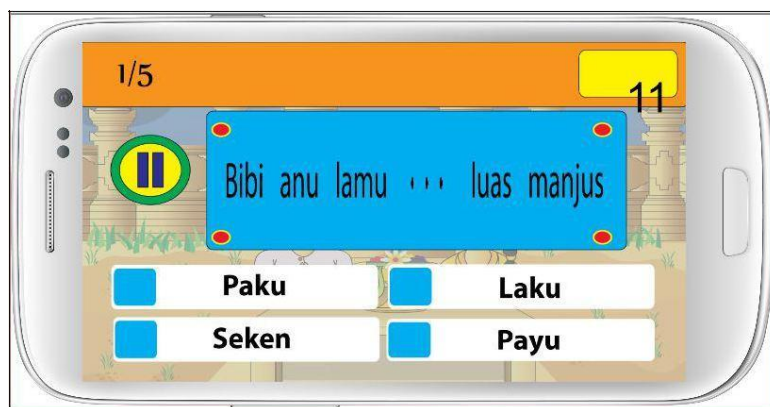 1/5
11
Bibi anu lamu ... luas manjus
Paku
Laku
Seken
Payu